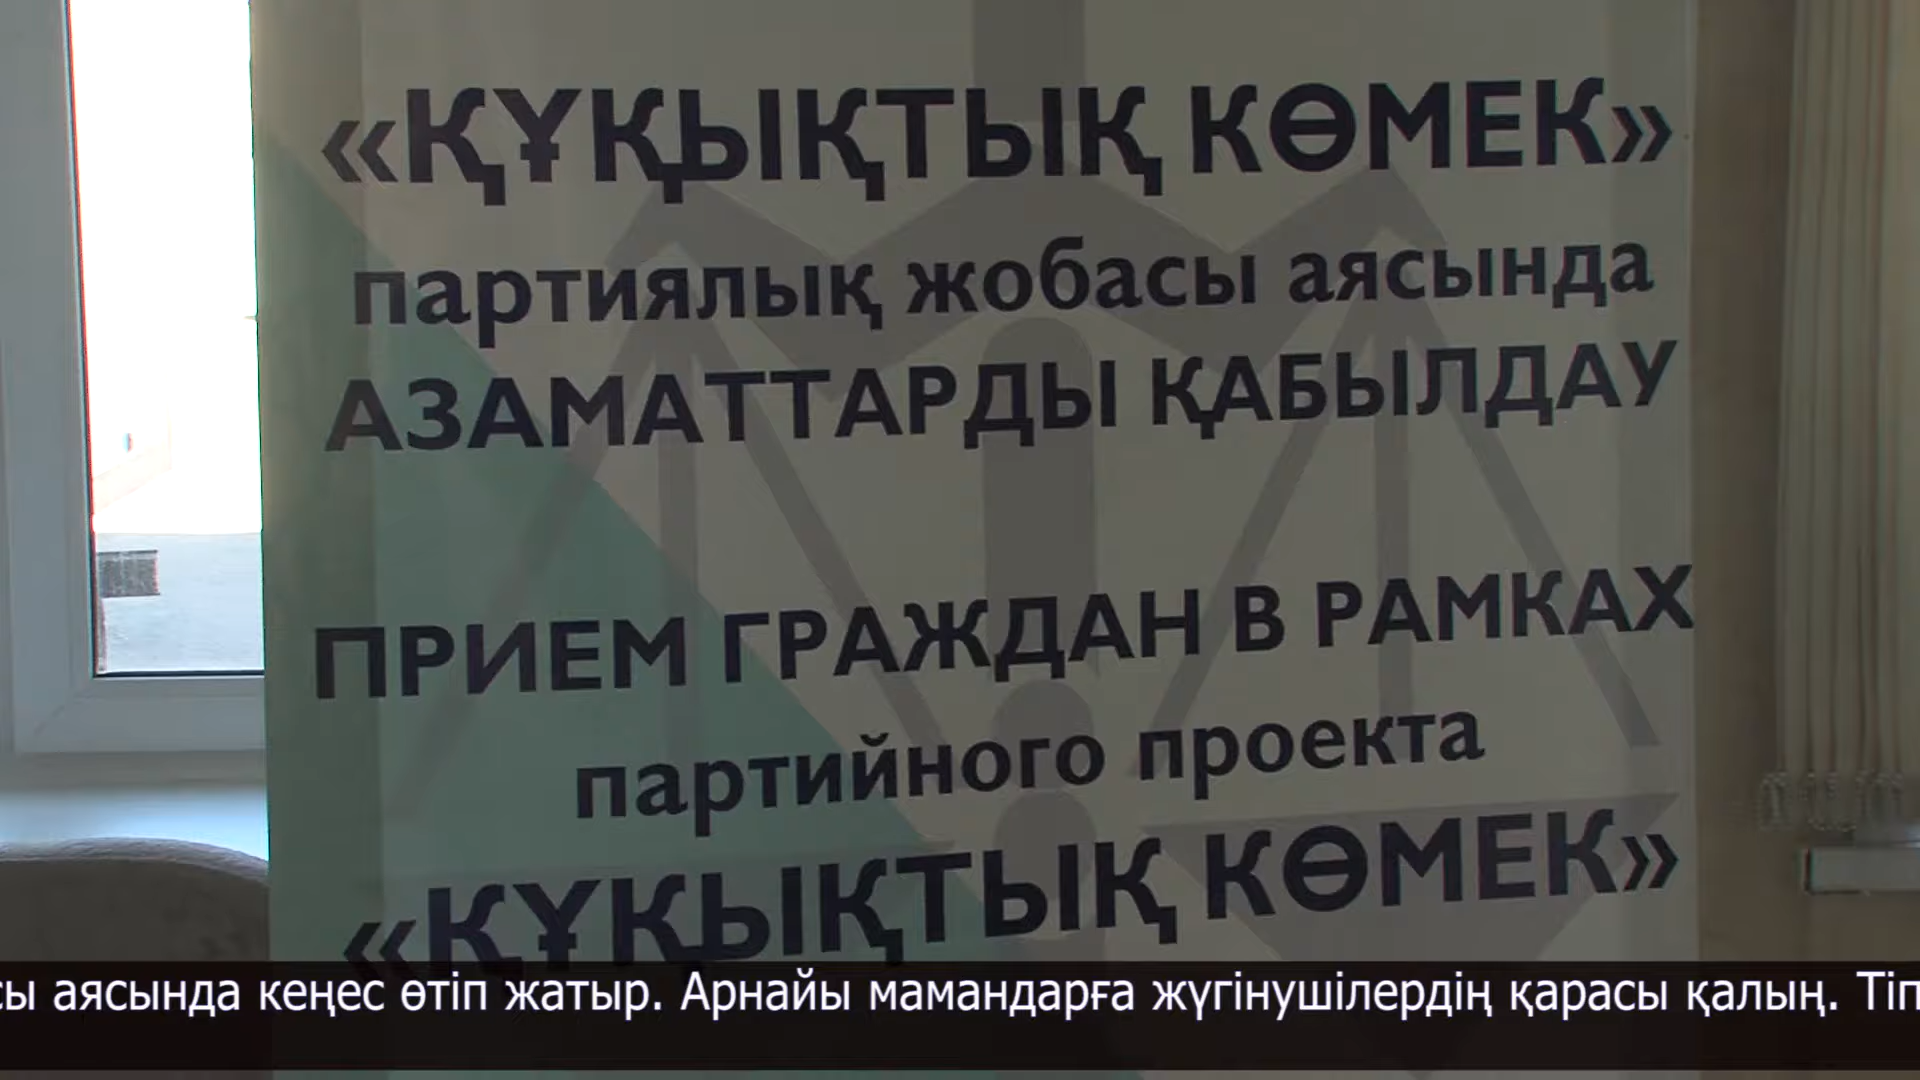 «ҚҰҚЫҚТЫҚ КӨМЕК»
партиялық жобасы аясында
АЗАМАТТАРДЫ ҚАБЫЛДАУ
ПРИЕМ ГРАЖДАН В РАМКАХ
партийного проекта
«ҚҰҚЫҚТЫҚ КӨМЕК»
сы аясында кеңес өтіп жатыр. Арнайы мамандарға жүгінушілердің қарасы қалың. Тіп